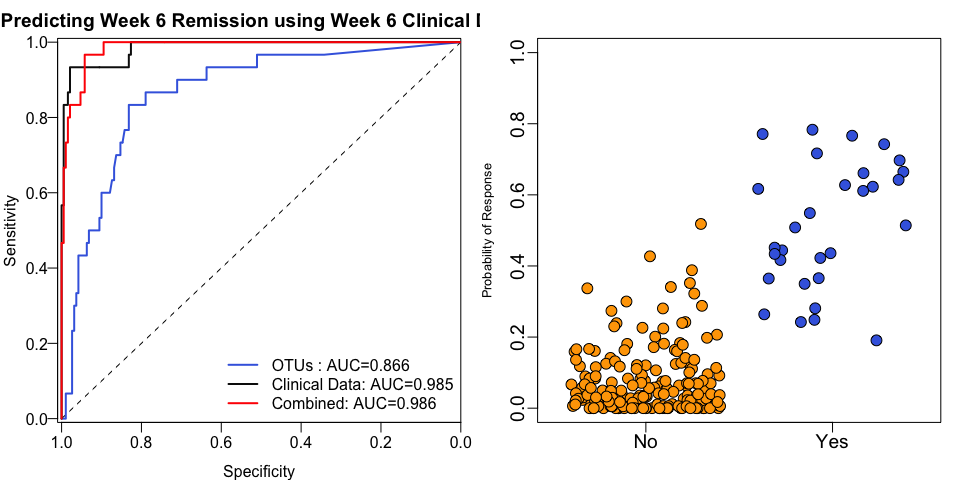 Predicting Week 6 Remission using Week 6 Clinical
1.0
0.8
0.6
0.4
0.2
0.0
Sensitivity
OTUs : AUC=0.866
Clinical Data: AUC=0.985
Combined: AUC=0.986
1.0 0.8 0.6 0.4 0.2 0.0
Specificity
1.0
0.8
0.6
0.4
0.2
0.0
Probability of Response
No Yes